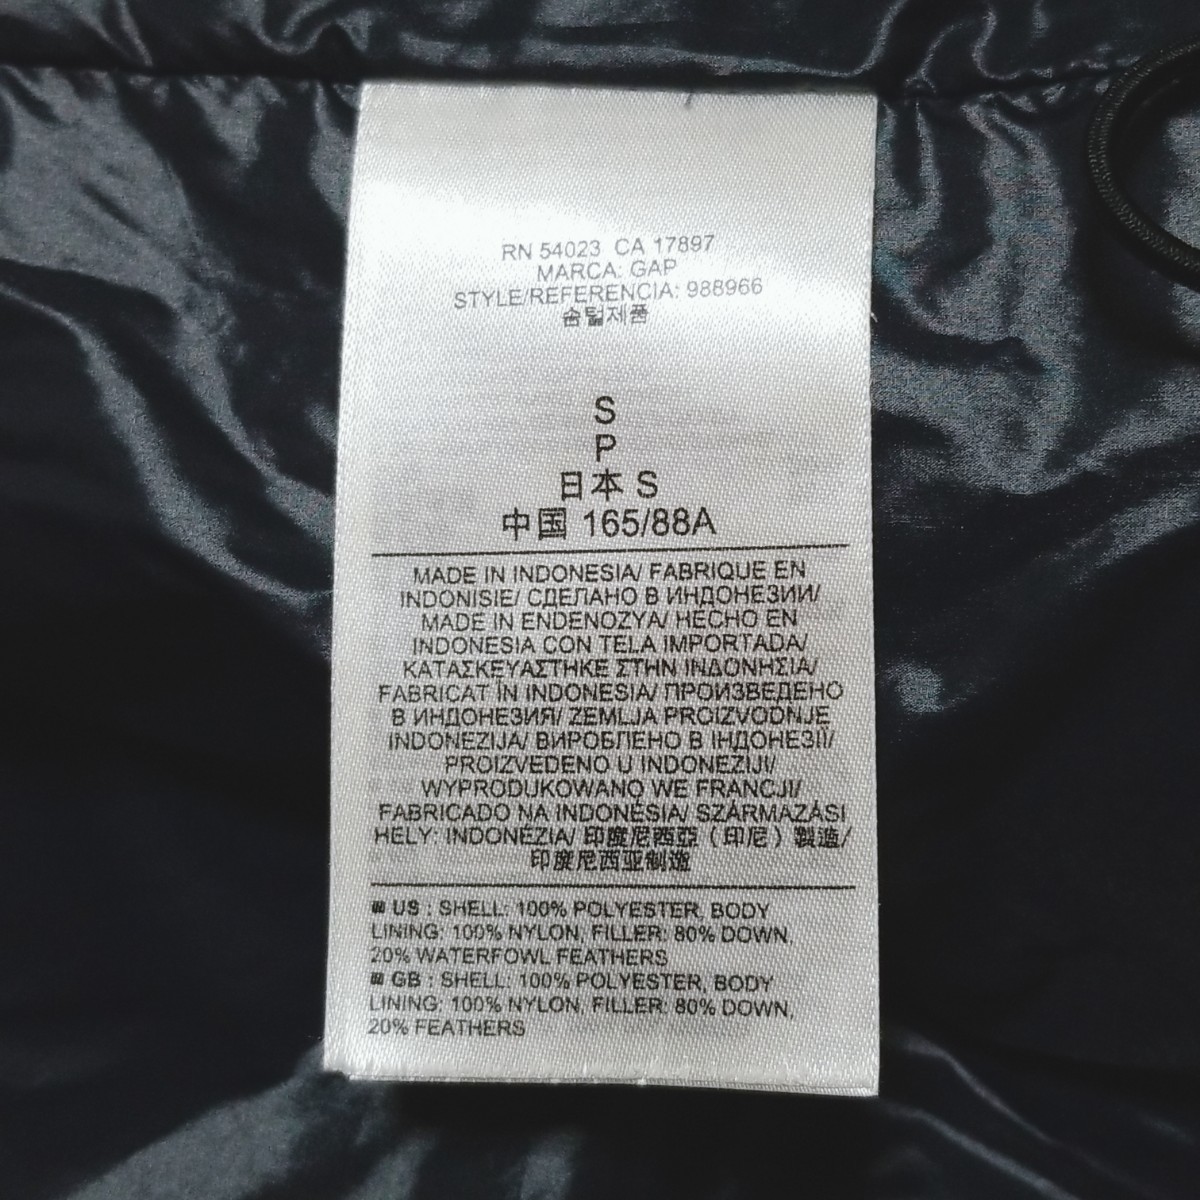 RN 54023 CA 17897
MARCA: GAP
STYLE/REFERENCIA: 988966
솜털제품
S
P
日本 S
中国 165/88A
MADE IN INDONESIA/ FABRIQUE EN
INDONISIE/ СДЕЛАНО В ИНДОНЕЗИИ/
MADE IN ENDENOZYA/ HECHO EN
INDONESIA CON TELA IMPORTADA/
ΚΑΤΑΣΚΕΥΑΣΤΗΚΕ ΣΤΗΝ ΙΝΔΟΝΗΣΙΑ/
FABRICAT ÎN INDONESIA/ ПРОИЗВЕДЕНО
В ИНДОНЕЗИЯ/ ZEMLJA PROIZVODNJE
INDONEZIJA/ ВИРОБЛЕНО В ІНДОНЕЗІЇ/
PROIZVEDENO U INDONEZIJI/
WYPRODUKOWANO WE FRANCJI/
FABRICADO NA INDONÉSIA/ SZÁRMAZÁSI
HELY: INDONÉZIA/ 印度尼西亞（印尼）製造/
印度尼西亚制造
US : SHELL: 100% POLYESTER, BODY
LINING: 100% NYLON, FILLER: 80% DOWN,
20% WATERFOWL FEATHERS
GB : SHELL: 100% POLYESTER, BODY
LINING: 100% NYLON, FILLER: 80% DOWN,
20% FEATHERS